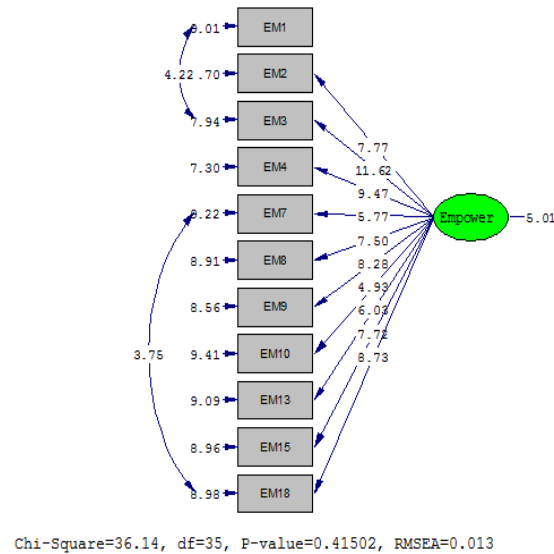 9.01 EM1
4.22.70 EM2
7.94 EM3
7.77
11.62
7.30 EM4
9.47
5.77
9.22 EM7
Empower 5.01
7.50
8.91 EM8
8.28
4.93
8.56 EM9
6.03
7.72
3.75 9.41 EM10
8.73
9.09 EM13
8.96 EM15
8.98 EM18
Chi-Square=36.14, df=35, P-value=0.41502, RMSEA=0.013